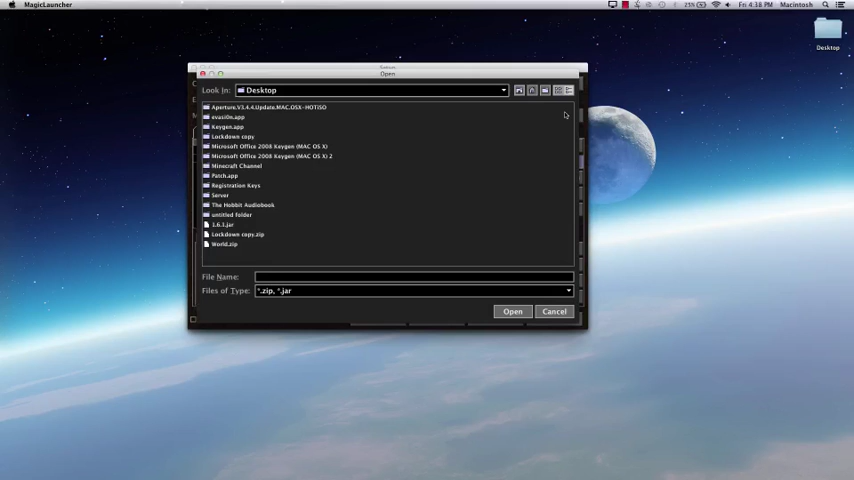 MagicLauncher
25% Fri 4:38 PM Macintosh
Desktop
Setup
Open
Look In: Desktop
Aperture.V3.4.4.Update.MAC.OSX-HOTiSO
evasi0n.app
Keygen.app
Lockdown copy
Microsoft Office 2008 Keygen (MAC OS X)
Microsoft Office 2008 Keygen (MAC OS X) 2
Minecraft Channel
Patch.app
Registration Keys
Server
The Hobbit Audiobook
untitled folder
1.6.1.jar
Lockdown copy.zip
World.zip
File Name:
Files of Type: *.zip, *.jar
Open Cancel